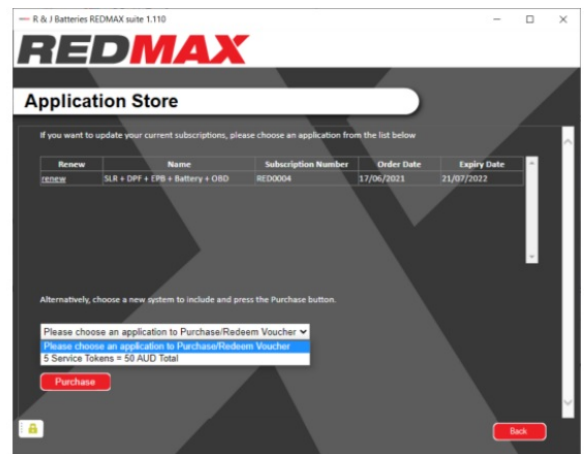 R & J Batteries REDMAX suite 1.110
REDMAX
Application Store
If you want to update your current subscriptions, please choose an application from the list below
Renew Name Subscription Number Order Date Expiry Date
renew SLR + DPF + EPB + Battery + OBD RED0004 17/06/2021 21/07/2022
Alternatively, choose a new system to include and press the Purchase button.
Please choose an application to Purchase/Redeem Voucher
Please choose an application to Purchase/Redeem Voucher
5 Service Tokens = 50 AUD Total
Purchase
Back